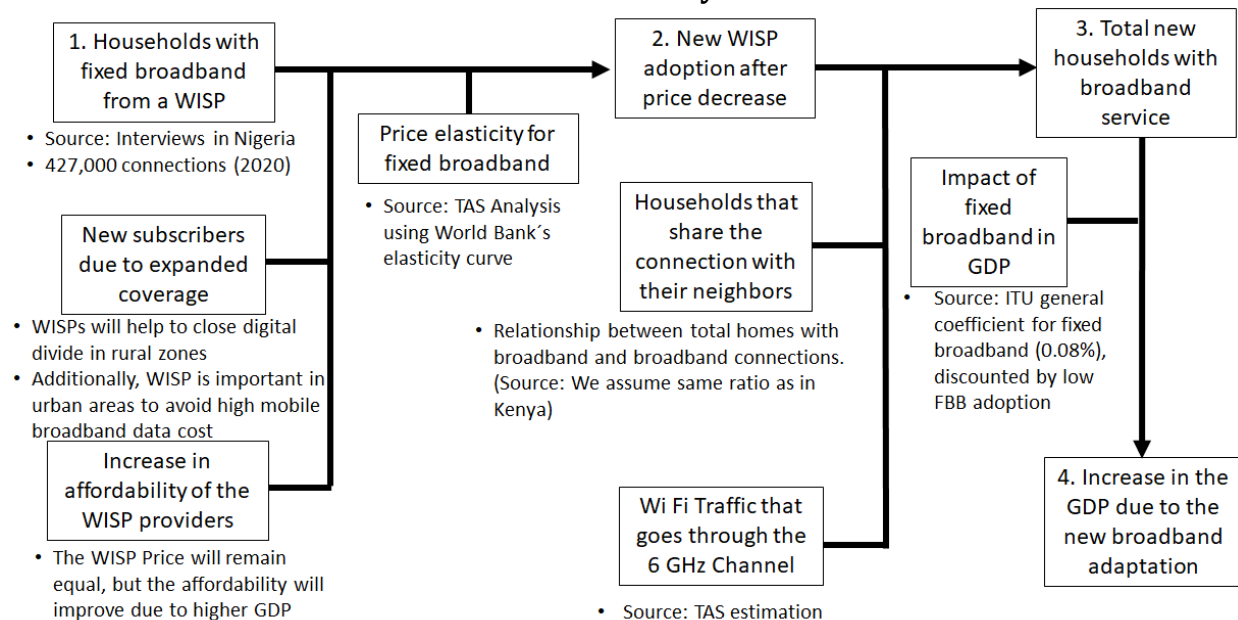 1. Households with
fixed broadband
from a WISP
• Source: Interviews in Nigeria
• 427,000 connections (2020)
New subscribers
due to expanded
coverage
• WISPs will help to close digital
divide in rural zones
• Additionally, WISP is important in
urban areas to avoid high mobile
broadband data cost
Increase in
affordability of the
WISP providers
• The WISP Price will remain
equal, but the affordability will
improve due to higher GDP
Price elasticity for
fixed broadband
• Source: TAS Analysis
using World Bank´s
elasticity curve
2. New WISP
adoption after
price decrease
Households that
share the
connection with
their neighbors
• Relationship between total homes with
broadband and broadband connections.
(Source: We assume same ratio as in
Kenya)
Wi Fi Traffic that
goes through the
6 GHz Channel
• Source: TAS estimation
3. Total new
households with
broadband
service
Impact of
fixed
broadband in
GDP
• Source: ITU general
coefficient for fixed
broadband (0.08%),
discounted by low
FBB adoption
4. Increase in the
GDP due to the
new broadband
adaptation